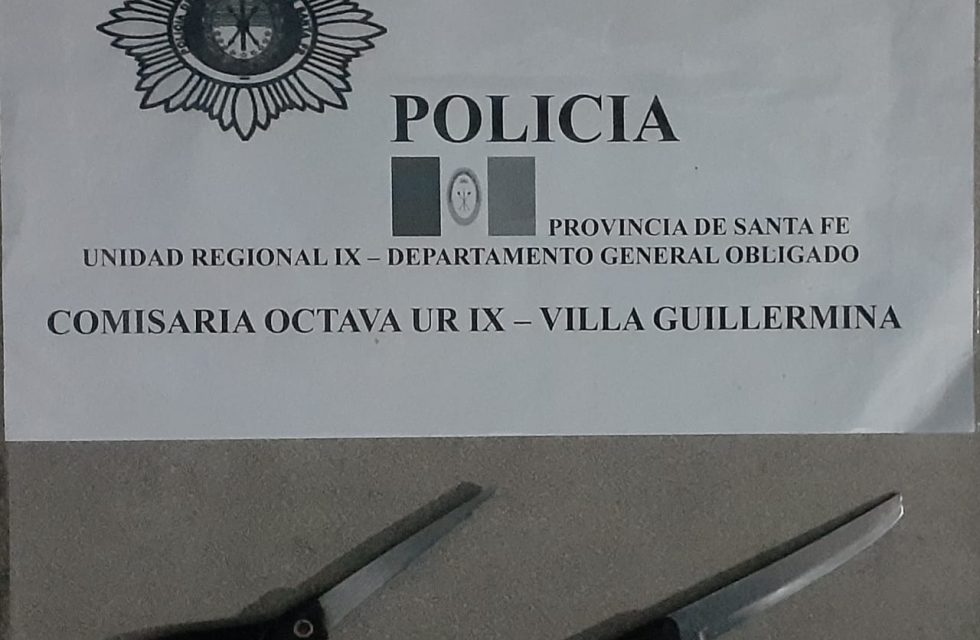 POLICIA
PROVINCIA DE SANTA FE
UNIDAD REGIONAL IX – DEPARTAMENTO GENERAL OBLIGADO
COMISARIA OCTAVA UR IX – VILLA GUILLERMINA